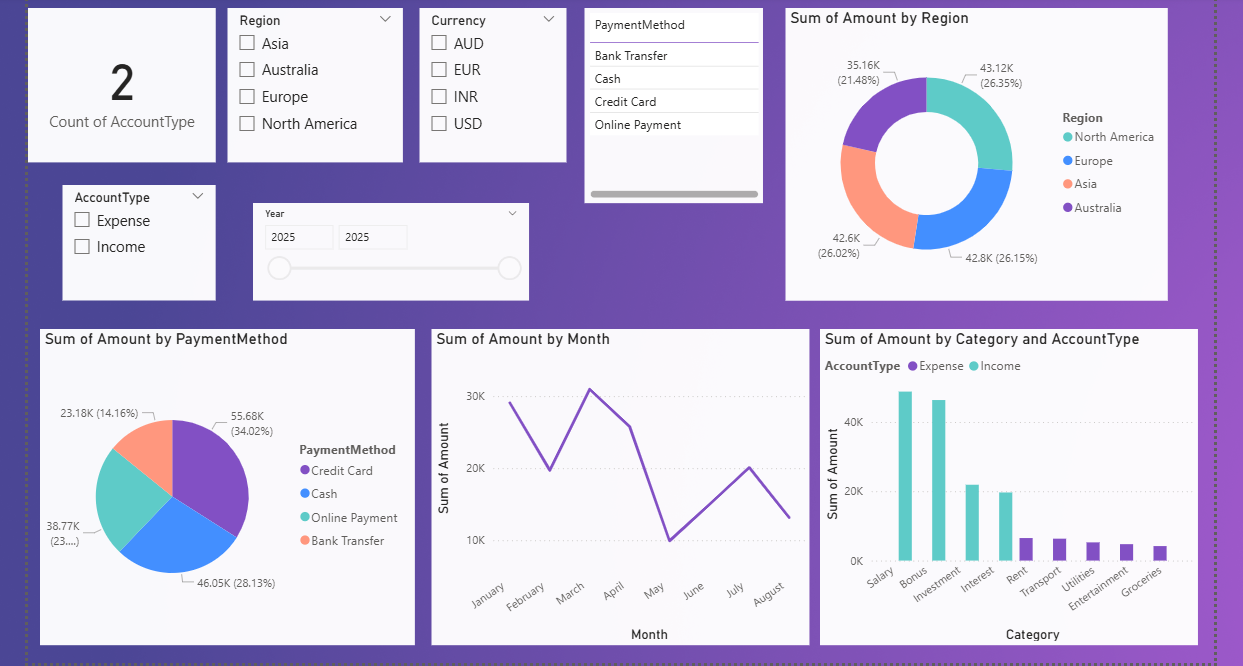 2
Count of AccountType
Region
Asia
Australia
Europe
North America
Currency
AUD
EUR
INR
USD
PaymentMethod
Bank Transfer
Cash
Credit Card
Online Payment
Sum of Amount by Region
35.16K
(21.48%)
43.12K
(26.35%)
42.6K
(26.02%)
42.8K (26.15%)
Region
North America
Europe
Asia
Australia
AccountType
Expense
Income
Year
2025 2025
Sum of Amount by PaymentMethod
23.18K (14.16%)
55.68K
(34.02%)
38.77K
(23....)
46.05K (28.13%)
PaymentMethod
Credit Card
Cash
Online Payment
Bank Transfer
Sum of Amount by Month
Sum of Amount
30K
20K
10K
January February March April May June July August
Month
Sum of Amount by Category and AccountType
AccountType Expense Income
Sum of Amount
40K
20K
0K
Salary Bonus Investment Interest Rent Transport Utilities Entertainment Groceries
Category